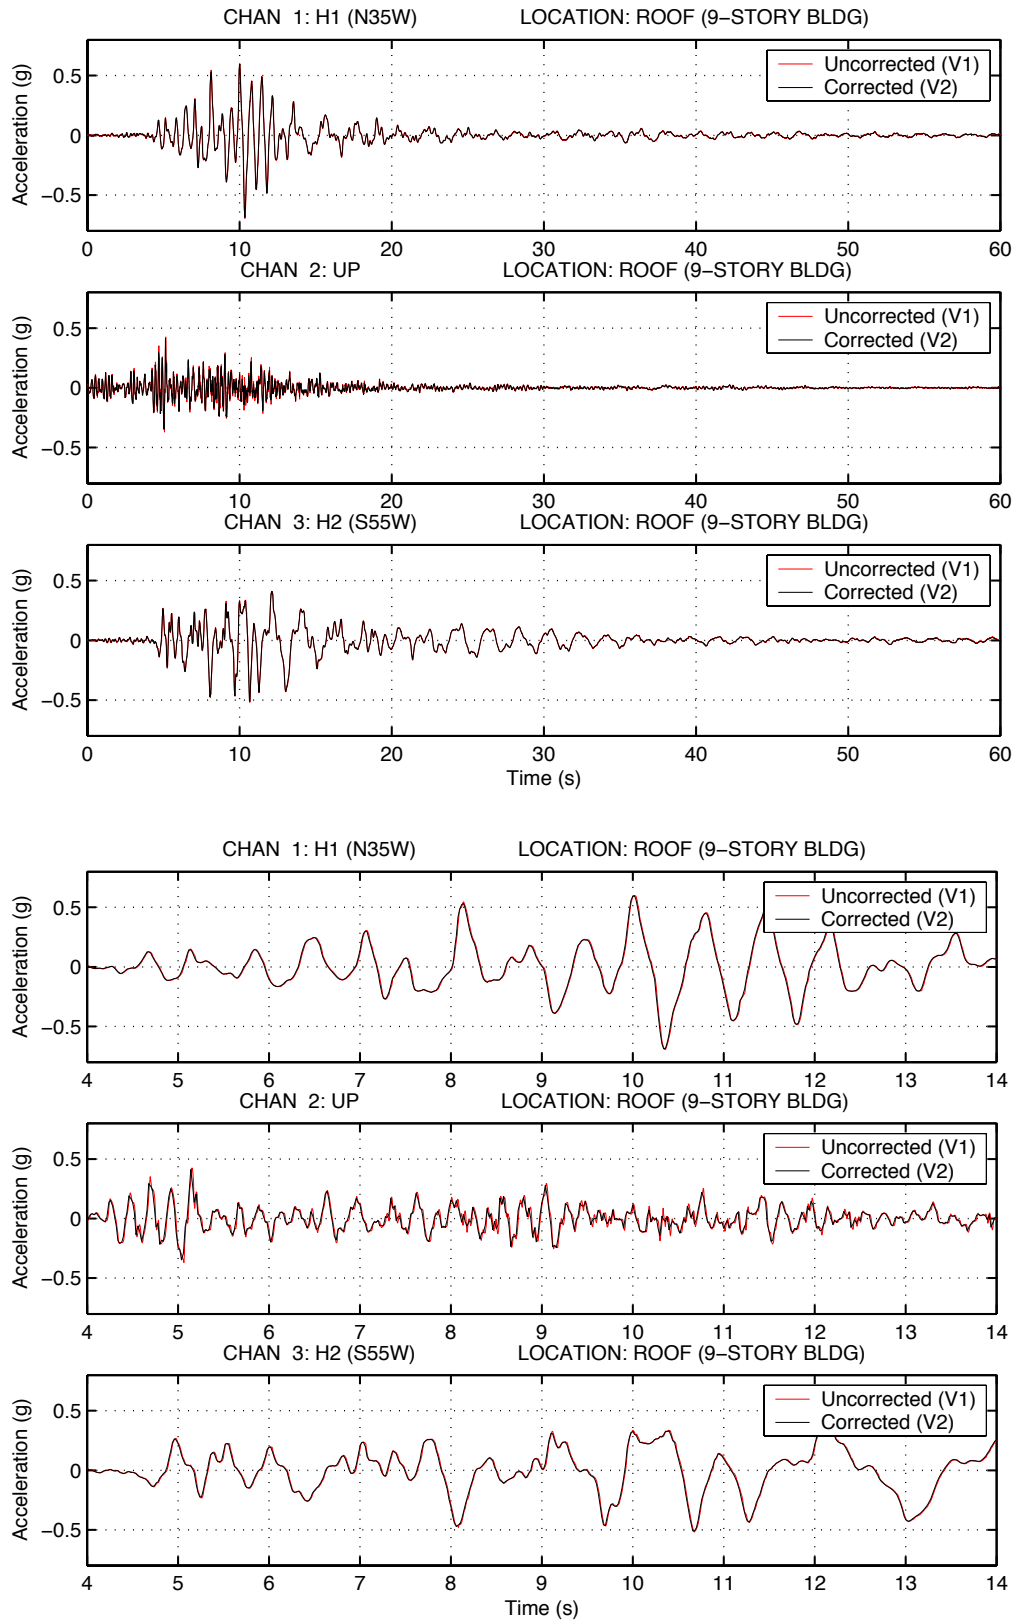 CHAN 1: H1 (N35W) LOCATION: ROOF (9−STORY BLDG)
Acceleration (g)
0.5
0
−0.5
Uncorrected (V1)
Corrected (V2)
0 10 20 30 40 50 60
CHAN 2: UP LOCATION: ROOF (9−STORY BLDG)
Acceleration (g)
0.5
0
−0.5
Uncorrected (V1)
Corrected (V2)
0 10 20 30 40 50 60
CHAN 3: H2 (S55W) LOCATION: ROOF (9−STORY BLDG)
Acceleration (g)
0.5
0
−0.5
Uncorrected (V1)
Corrected (V2)
0 10 20 30 40 50 60
Time (s)
CHAN 1: H1 (N35W) LOCATION: ROOF (9−STORY BLDG)
Acceleration (g)
0.5
0
−0.5
Uncorrected (V1)
Corrected (V2)
4 5 6 7 8 9 10 11 12 13 14
CHAN 2: UP LOCATION: ROOF (9−STORY BLDG)
Acceleration (g)
0.5
0
−0.5
Uncorrected (V1)
Corrected (V2)
4 5 6 7 8 9 10 11 12 13 14
CHAN 3: H2 (S55W) LOCATION: ROOF (9−STORY BLDG)
Acceleration (g)
0.5
0
−0.5
Uncorrected (V1)
Corrected (V2)
4 5 6 7 8 9 10 11 12 13 14
Time (s)